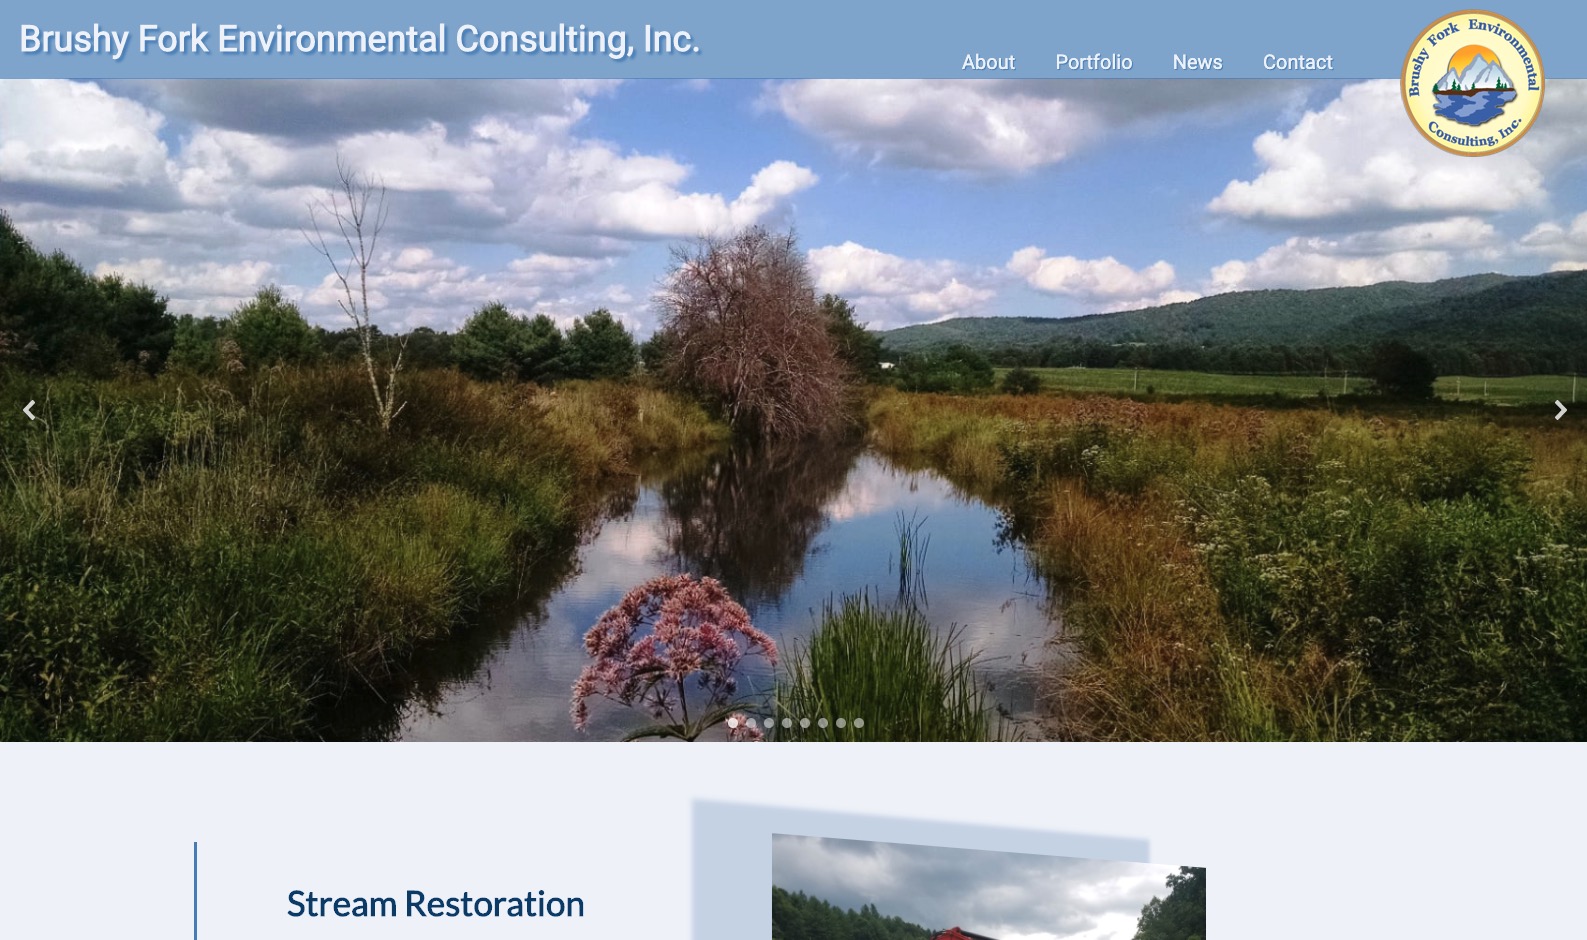 Brushy Fork Environmental Consulting, Inc.
About
Portfolio
News
Contact
Brushy Fork Environmental
Consulting, Inc.
Stream Restoration